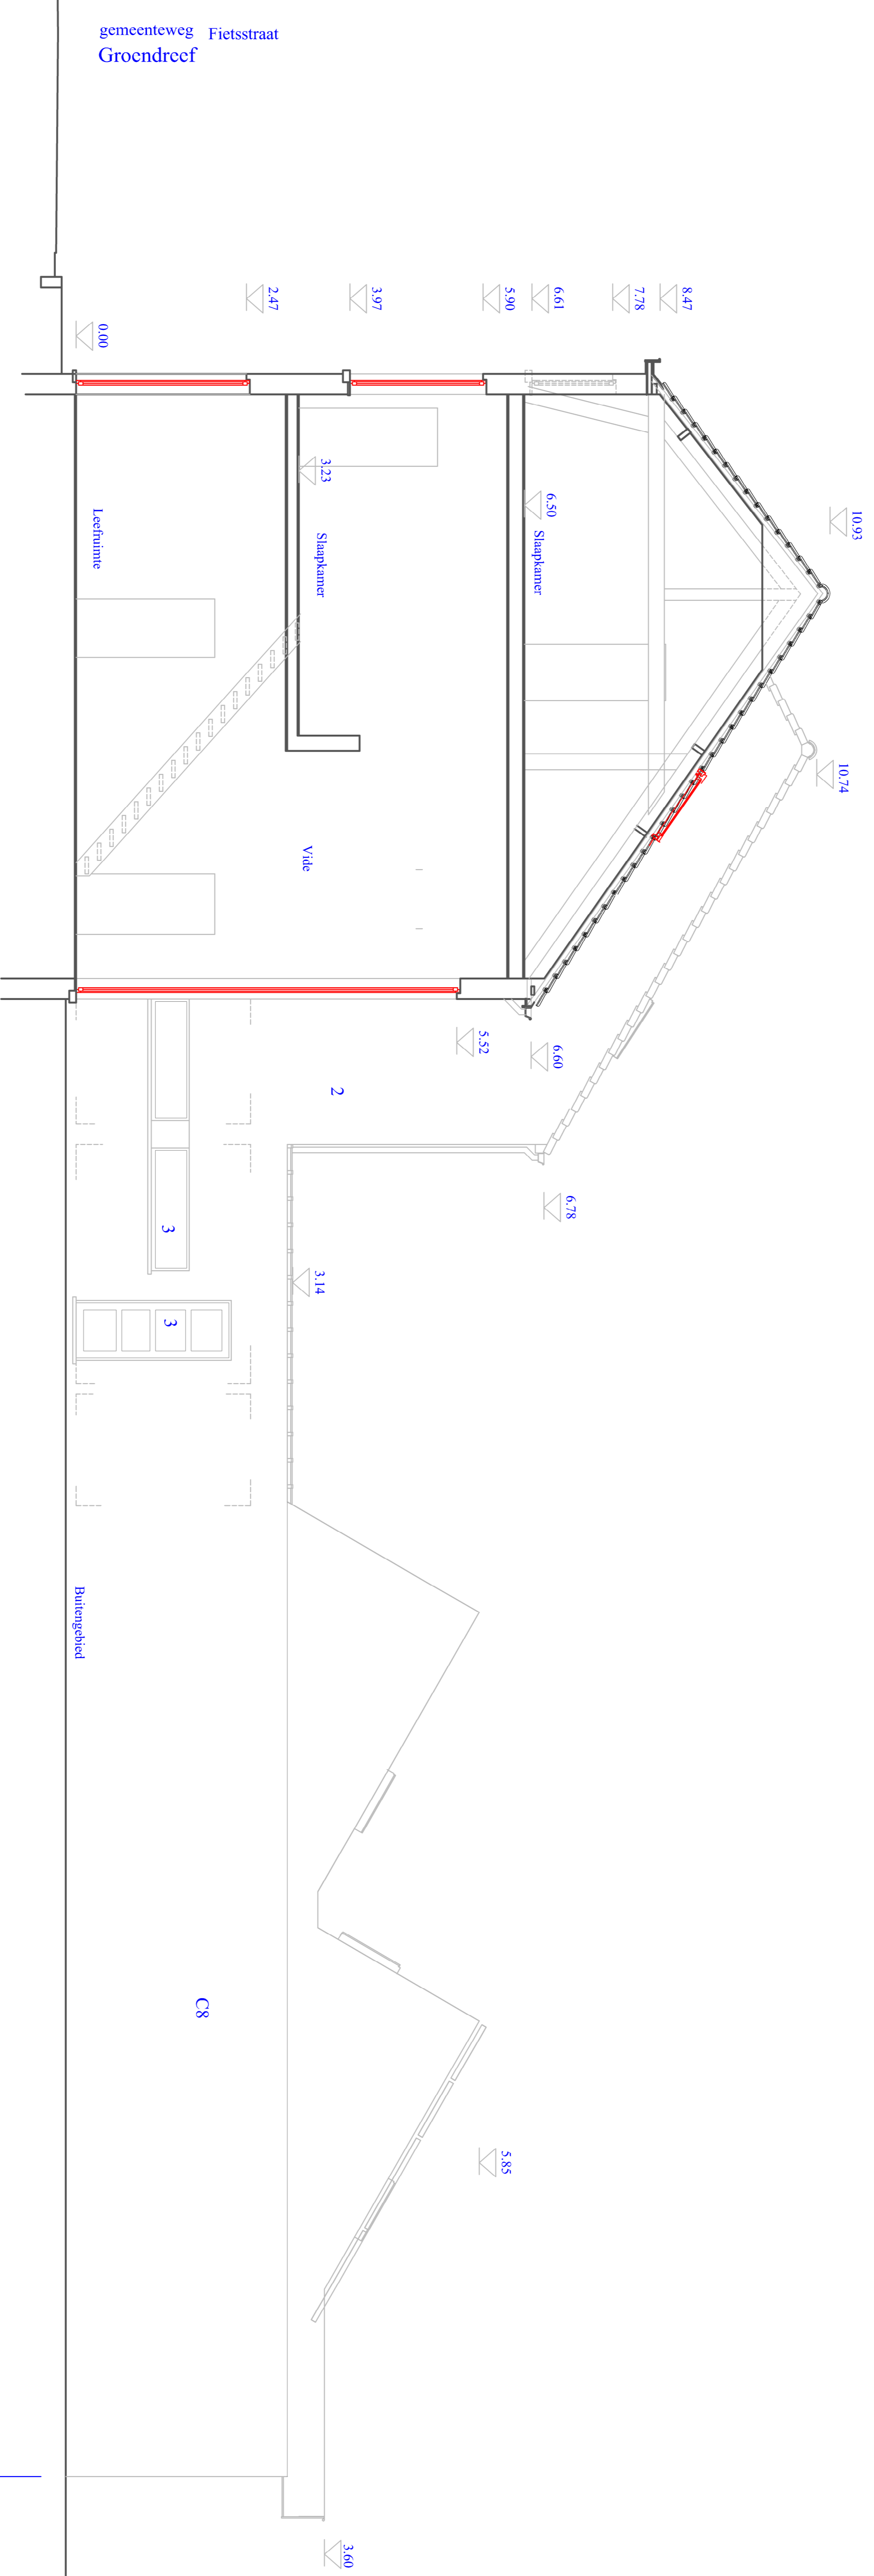 gemeenteweg Fietsstraat
Groendreef
2.47
3.97
5.90
6.61
7.78
8.47
0.00
3.23
6.50
10.93
Leefruimte
Slaapkamer
Slaapkamer
10.74
Vide
5.52
6.60
2
6.78
3
3.14
3
Buitengebied
C8
5.85
3.60